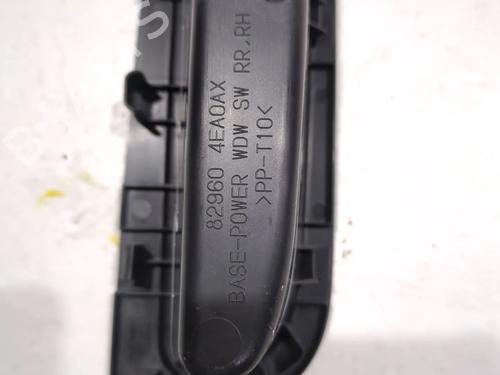 82960 4EA0AX
BASE-POWER WDW SW RR,RH
>PP-T10<